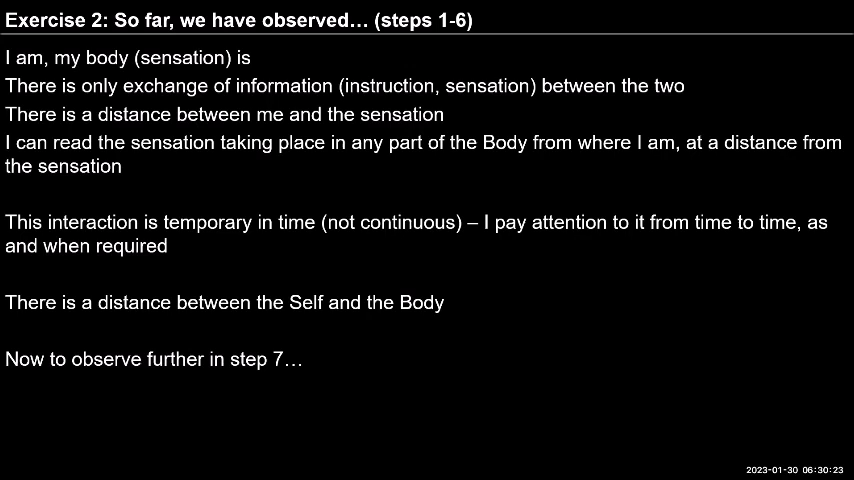 Exercise 2: So far, we have observed… (steps 1-6)
I am, my body (sensation) is
There is only exchange of information (instruction, sensation) between the two
There is a distance between me and the sensation
I can read the sensation taking place in any part of the Body from where I am, at a distance from
the sensation
This interaction is temporary in time (not continuous) – I pay attention to it from time to time, as
and when required
There is a distance between the Self and the Body
Now to observe further in step 7…
2023-01-30 06:30:23